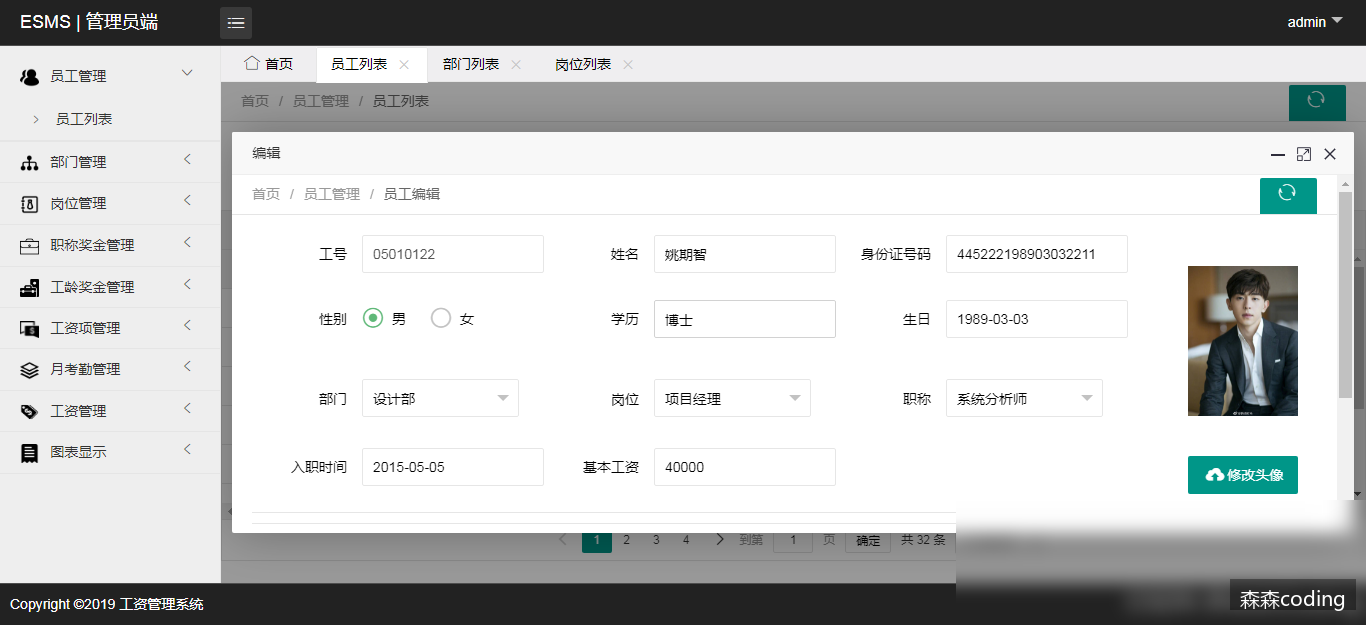 ESMS | 管理员端
admin
员工管理
员工列表
部门管理
岗位管理
职称奖金管理
工龄奖金管理
工资项管理
月考勤管理
工资管理
图表显示
首页 员工列表 部门列表 岗位列表
首页 / 员工管理 / 员工列表
编辑
首页 / 员工管理 / 员工编辑
工号 05010122 姓名 姚期智 身份证号码 445222198903032211
性别 男 女 学历 博士 生日 1989-03-03
部门 设计部 岗位 项目经理 职称 系统分析师
入职时间 2015-05-05 基本工资 40000
修改头像
1 2 3 4 到第 1 页 确定 共 32 条
Copyright ©2019 工资管理系统
森森coding